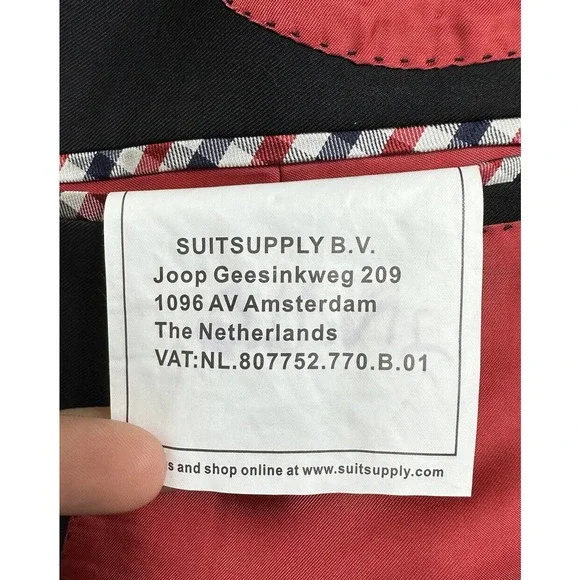 SUITSUPPLY B.V.
Joop Geesinkweg 209
1096 AV Amsterdam
The Netherlands
VAT:NL.807752.770.B.01
and shop online at www.suitsupply.com